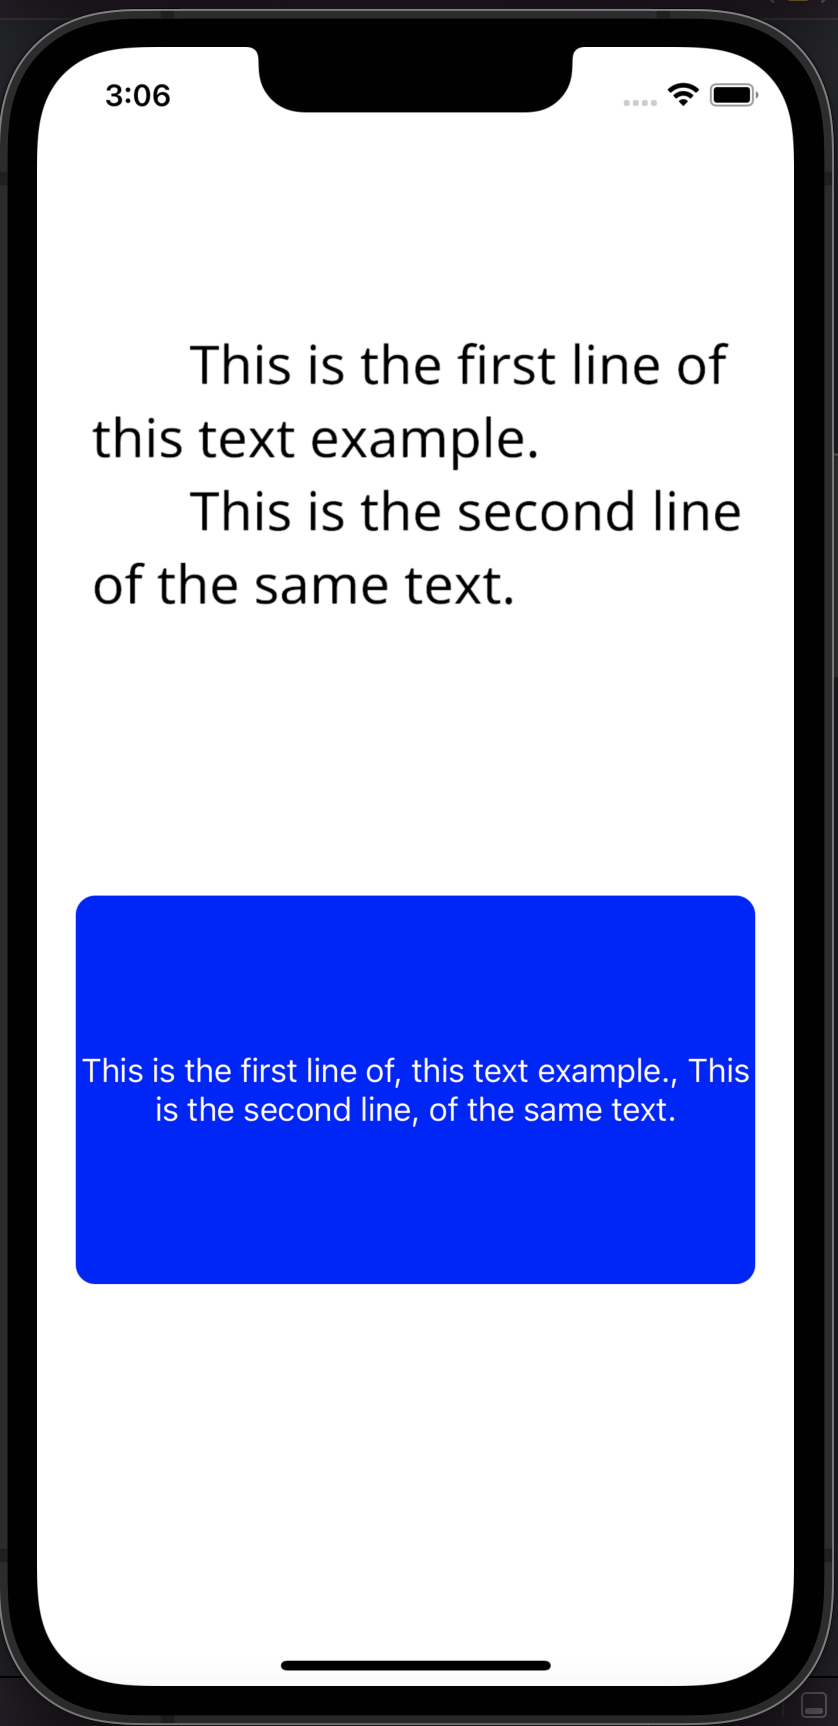 3:06
This is the first line of
this text example.
This is the second line
of the same text.
This is the first line of, this text example., This
is the second line, of the same text.